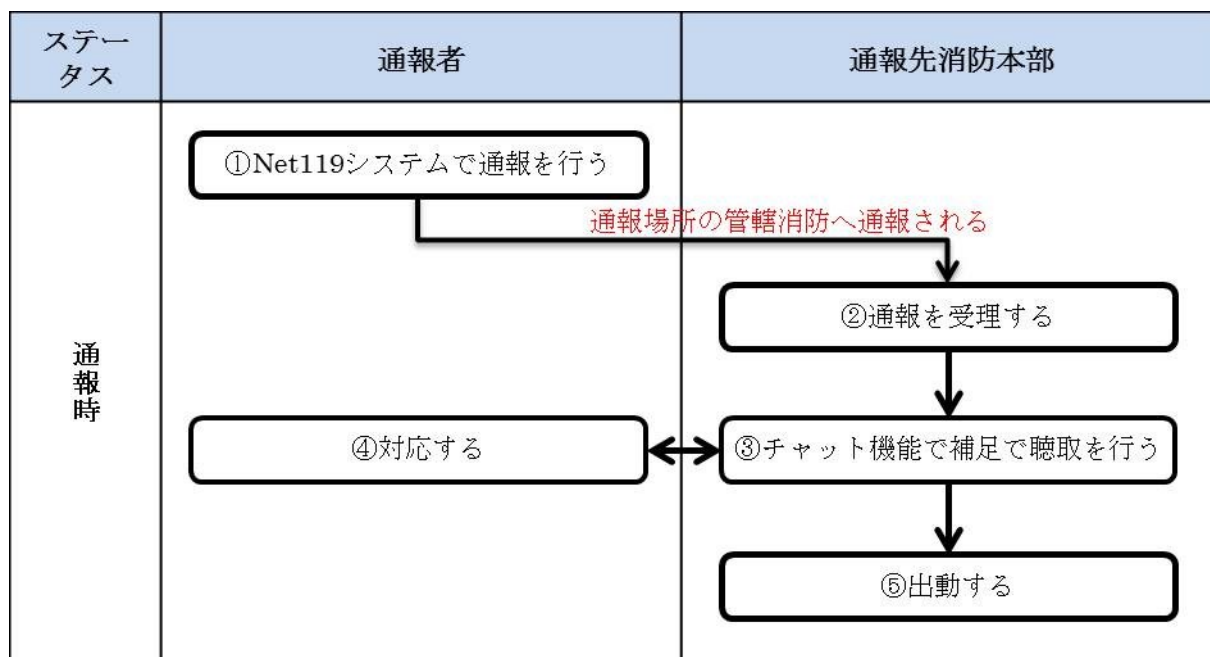 ステー
タス
通報者
通報先消防本部
①Net119システムで通報を行う
通報場所の管轄消防へ通報される
②通報を受理する
通報時
④対応する
③チャット機能で補足で聴取を行う
⑤出動する